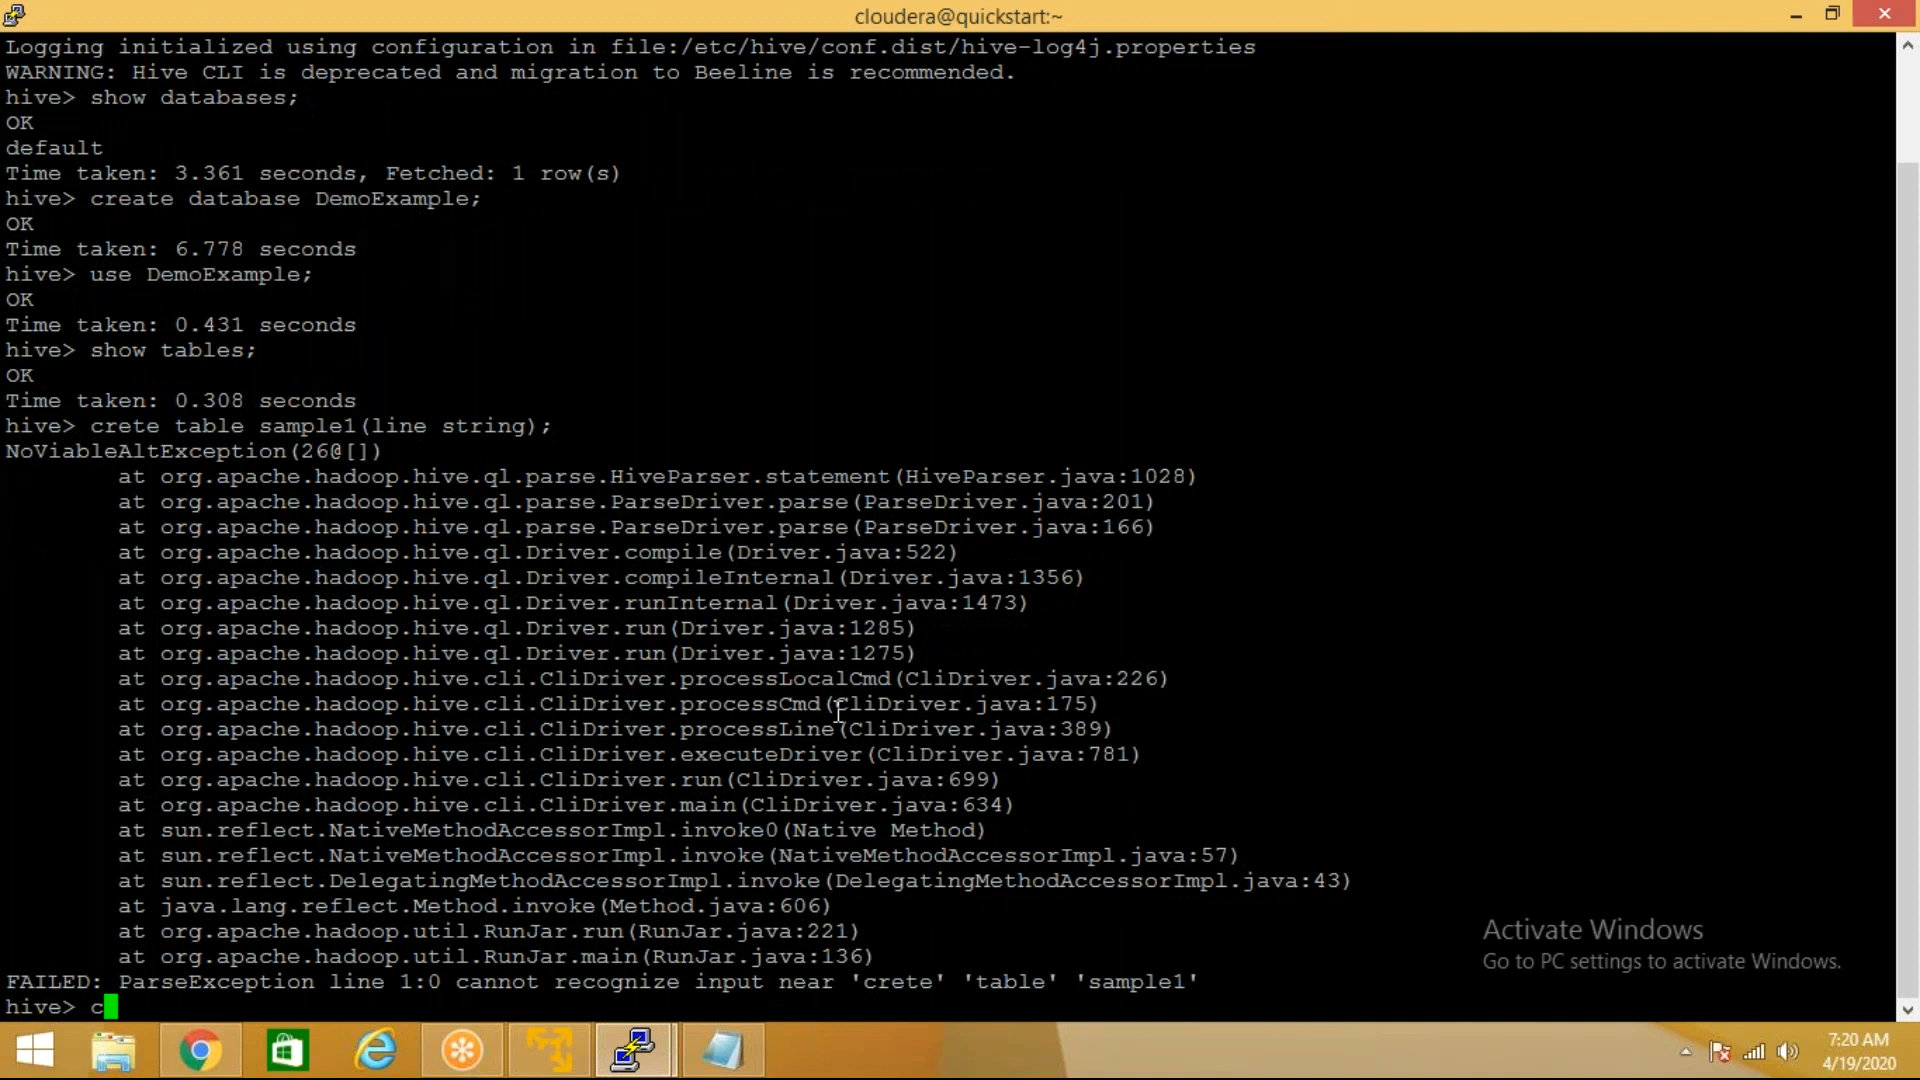 cloudera@quickstart:~
Logging initialized using configuration in file:/etc/hive/conf.dist/hive-log4j.properties
WARNING: Hive CLI is deprecated and migration to Beeline is recommended.
hive> show databases;
OK
default
Time taken: 3.361 seconds, Fetched: 1 row(s)
hive> create database DemoExample;
OK
Time taken: 6.778 seconds
hive> use DemoExample;
OK
Time taken: 0.431 seconds
hive> show tables;
OK
Time taken: 0.308 seconds
hive> crete table sample1(line string);
NoViableAltException(26@[])
at org.apache.hadoop.hive.ql.parse.HiveParser.statement(HiveParser.java:1028)
at org.apache.hadoop.hive.ql.parse.ParseDriver.parse(ParseDriver.java:201)
at org.apache.hadoop.hive.ql.parse.ParseDriver.parse(ParseDriver.java:166)
at org.apache.hadoop.hive.ql.Driver.compile(Driver.java:522)
at org.apache.hadoop.hive.ql.Driver.compileInternal(Driver.java:1356)
at org.apache.hadoop.hive.ql.Driver.runInternal(Driver.java:1473)
at org.apache.hadoop.hive.ql.Driver.run(Driver.java:1285)
at org.apache.hadoop.hive.ql.Driver.run(Driver.java:1275)
at org.apache.hadoop.hive.cli.CliDriver.processLocalCmd(CliDriver.java:226)
at org.apache.hadoop.hive.cli.CliDriver.processCmd(CliDriver.java:175)
at org.apache.hadoop.hive.cli.CliDriver.processLine(CliDriver.java:389)
at org.apache.hadoop.hive.cli.CliDriver.executeDriver(CliDriver.java:781)
at org.apache.hadoop.hive.cli.CliDriver.run(CliDriver.java:699)
at org.apache.hadoop.hive.cli.CliDriver.main(CliDriver.java:634)
at sun.reflect.NativeMethodAccessorImpl.invoke0(Native Method)
at sun.reflect.NativeMethodAccessorImpl.invoke(NativeMethodAccessorImpl.java:57)
at sun.reflect.DelegatingMethodAccessorImpl.invoke(DelegatingMethodAccessorImpl.java:43)
at java.lang.reflect.Method.invoke(Method.java:606)
at org.apache.hadoop.util.RunJar.run(RunJar.java:221)
at org.apache.hadoop.util.RunJar.main(RunJar.java:136)
FAILED: ParseException line 1:0 cannot recognize input near 'crete' 'table' 'sample1'
hive> c
Activate Windows
Go to PC settings to activate Windows.
7:20 AM
4/19/2020